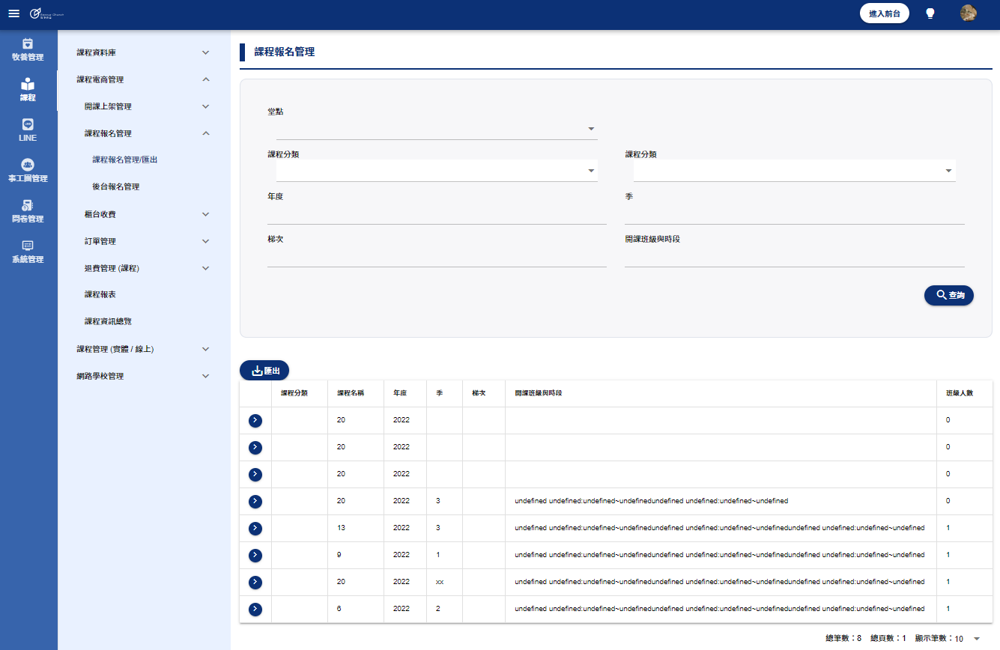 進入前台
牧養管理
課程
LINE
事工團管理
問卷管理
系統管理
課程資料庫
課程電商管理
開課上架管理
課程報名管理
課程報名管理/匯出
後台報名管理
櫃台收費
訂單管理
退費管理 (課程)
課程報表
課程資訊總覽
課程管理 (實體 / 線上)
網路學校管理
課程報名管理
堂點
課程分類 課程分類
年度 季
梯次 開課班級與時段
查詢
匯出
課程分類 課程名稱 年度 季 梯次 開課班級與時段 班級人數
20 2022 0
20 2022 0
20 2022 0
20 2022 3 undefined undefined:undefined~undefinedundefined undefined:undefined~undefined 0
13 2022 3 undefined undefined:undefined~undefinedundefined undefined:undefined~undefinedundefined undefined:undefined~undefined 1
9 2022 1 undefined undefined:undefined~undefinedundefined undefined:undefined~undefinedundefined undefined:undefined~undefined 1
20 2022 xx undefined undefined:undefined~undefinedundefined undefined:undefined~undefinedundefined undefined:undefined~undefined 1
6 2022 2 undefined undefined:undefined~undefinedundefined undefined:undefined~undefinedundefined undefined:undefined~undefined 1
總筆數：8 總頁數：1 顯示筆數：10